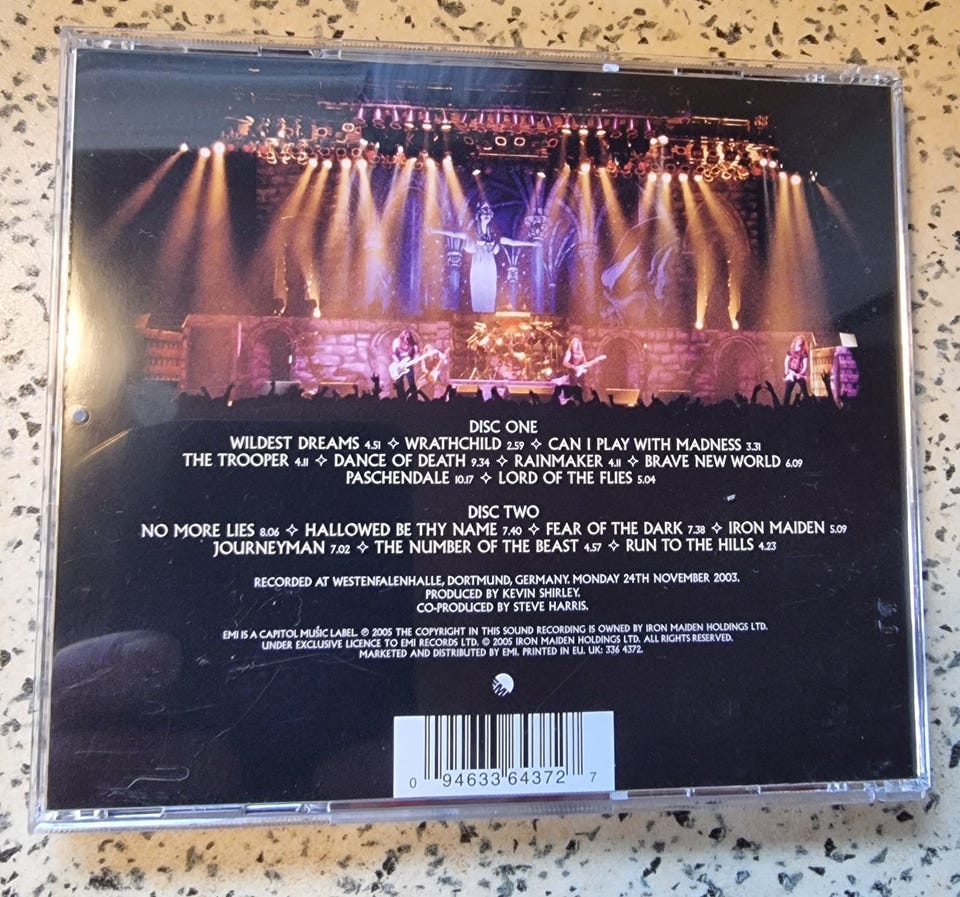 DISC ONE
WILDEST DREAMS 4.51 ✧ WRATHCHILD 2.59 ✧ CAN I PLAY WITH MADNESS 3.31
THE TROOPER 4.11 ✧ DANCE OF DEATH 9.34 ✧ RAINMAKER 4.11 ✧ BRAVE NEW WORLD 6.09
PASCHENDALE 10.17 ✧ LORD OF THE FLIES 5.04
DISC TWO
NO MORE LIES 8.06 ✧ HALLOWED BE THY NAME 7.40 ✧ FEAR OF THE DARK 7.38 ✧ IRON MAIDEN 5.09
JOURNEYMAN 7.02 ✧ THE NUMBER OF THE BEAST 4.57 ✧ RUN TO THE HILLS 4.23
RECORDED AT WESTENFALENHALLE, DORTMUND, GERMANY. MONDAY 24TH NOVEMBER 2003.
PRODUCED BY KEVIN SHIRLEY.
CO-PRODUCED BY STEVE HARRIS.
EMI IS A CAPITOL MUSIC LABEL. ℗ 2005 THE COPYRIGHT IN THIS SOUND RECORDING IS OWNED BY IRON MAIDEN HOLDINGS LTD.
UNDER EXCLUSIVE LICENCE TO EMI RECORDS LTD. © 2005 IRON MAIDEN HOLDINGS LTD. ALL RIGHTS RESERVED.
MARKETED AND DISTRIBUTED BY EMI. PRINTED IN EU. UK: 336 4372.
EMI
0 94633 64372 7